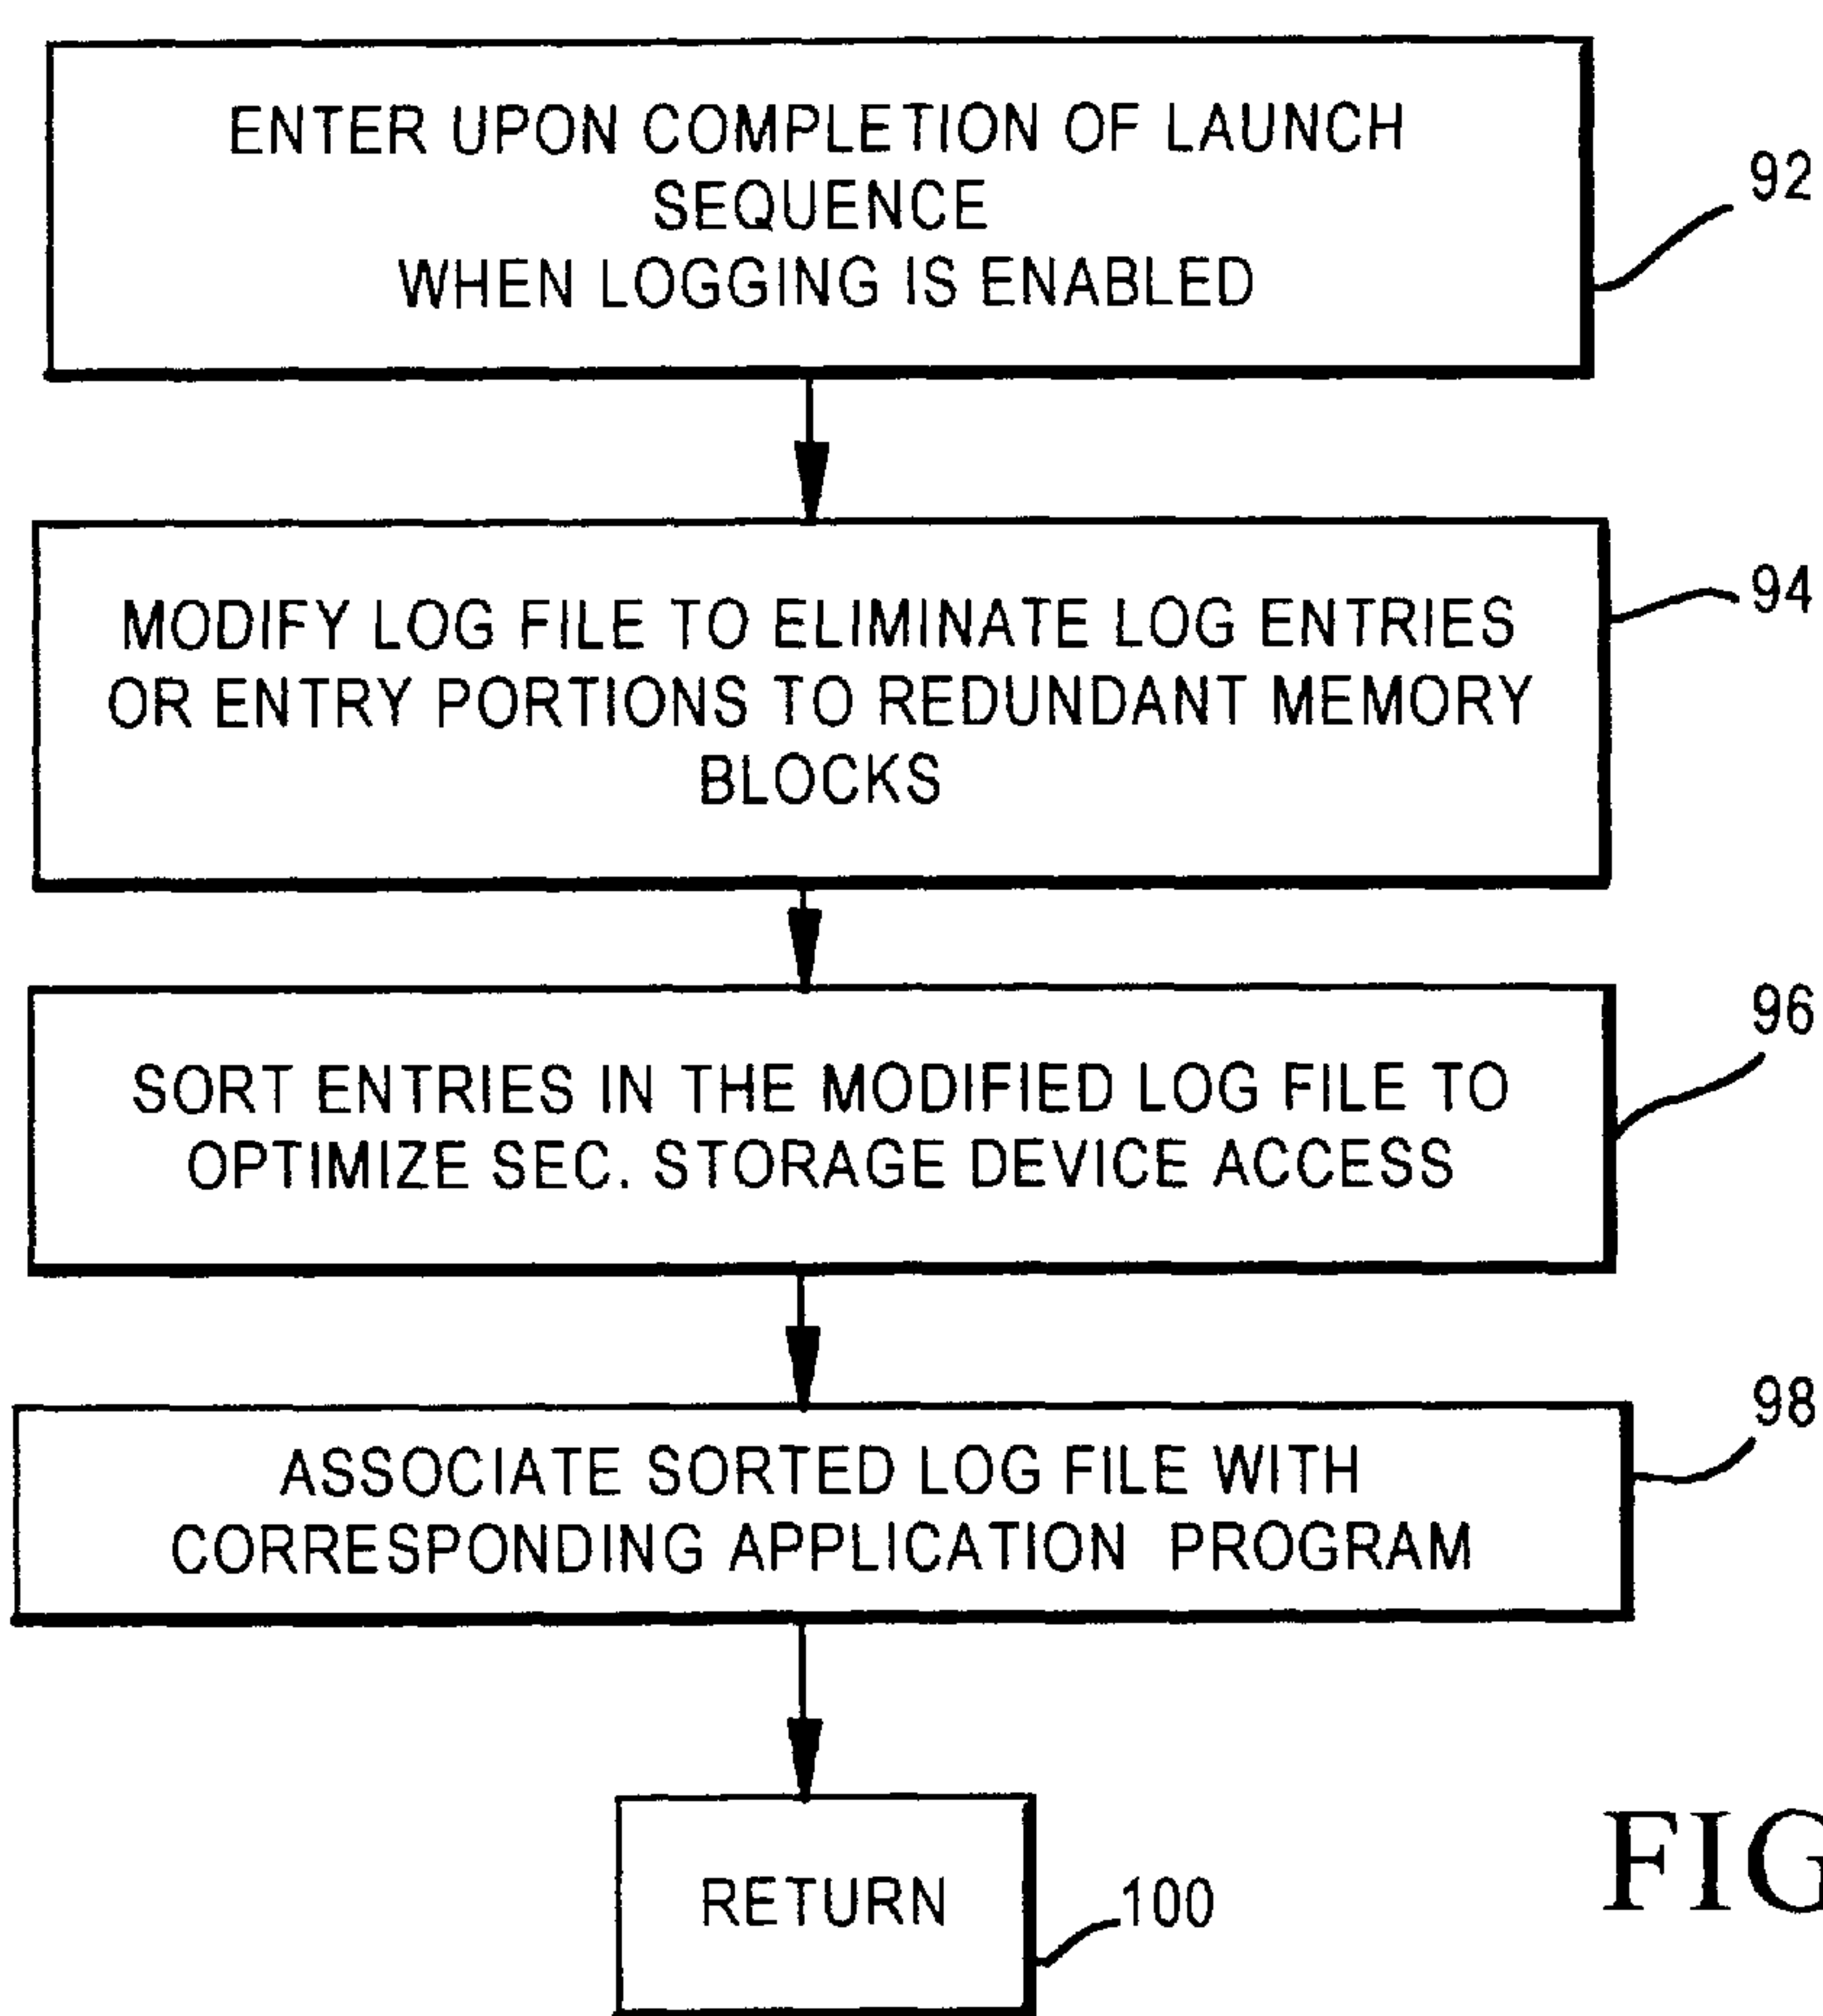 ENTER UPON COMPLETION OF LAUNCH
SEQUENCE
WHEN LOGGING IS ENABLED
92
MODIFY LOG FILE TO ELIMINATE LOG ENTRIES
OR ENTRY PORTIONS TO REDUNDANT MEMORY
BLOCKS
94
SORT ENTRIES IN THE MODIFIED LOG FILE TO
OPTIMIZE SEC. STORAGE DEVICE ACCESS
96
ASSOCIATE SORTED LOG FILE WITH
CORRESPONDING APPLICATION PROGRAM
98
RETURN
100
FIG